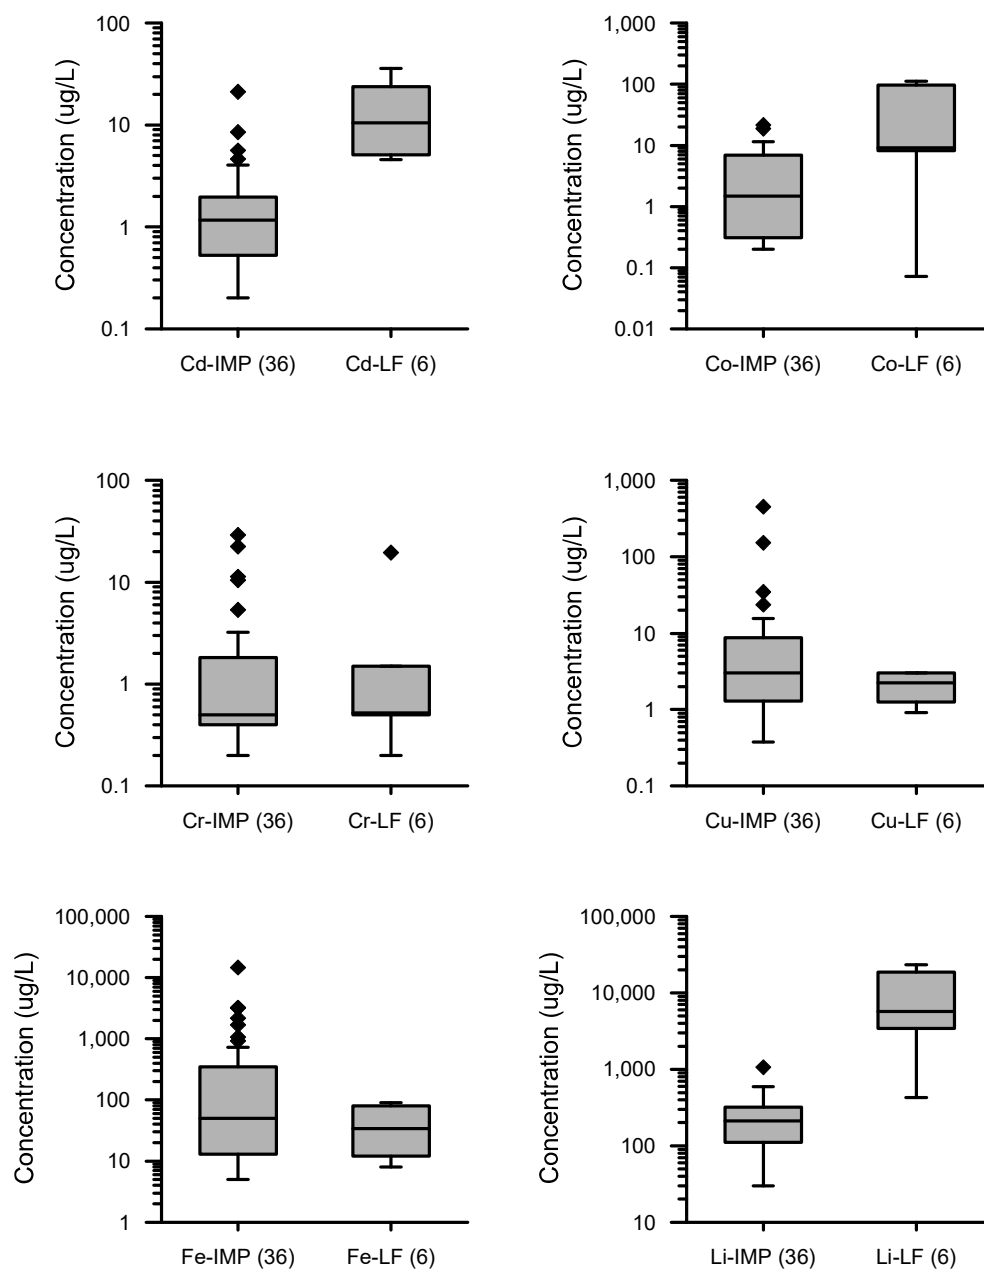 Concentration (ug/L)
100
10
1
0.1
Cd-IMP (36)
Cd-LF (6)
Concentration (ug/L)
1,000
100
10
1
0.1
0.01
Co-IMP (36)
Co-LF (6)
Concentration (ug/L)
100
10
1
0.1
Cr-IMP (36)
Cr-LF (6)
Concentration (ug/L)
1,000
100
10
1
0.1
Cu-IMP (36)
Cu-LF (6)
Concentration (ug/L)
100,000
10,000
1,000
100
10
1
Fe-IMP (36)
Fe-LF (6)
Concentration (ug/L)
100,000
10,000
1,000
100
10
Li-IMP (36)
Li-LF (6)